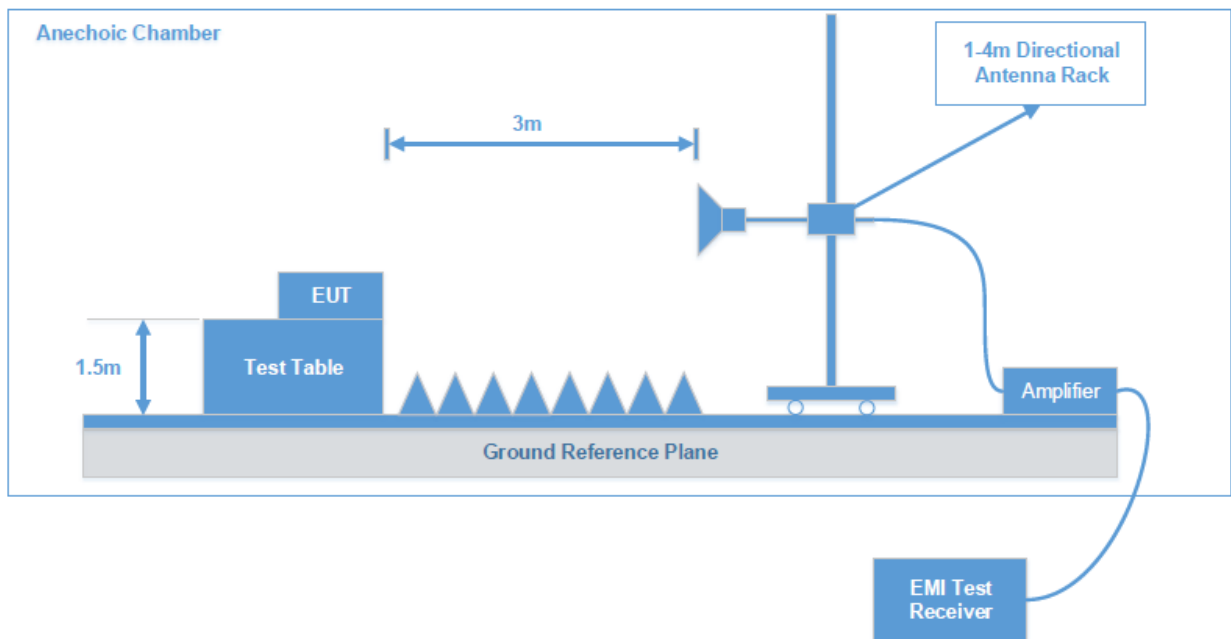 Anechoic Chamber
1-4m Directional
Antenna Rack
3m
EUT
1.5m
Test Table
Amplifier
Ground Reference Plane
EMI Test
Receiver